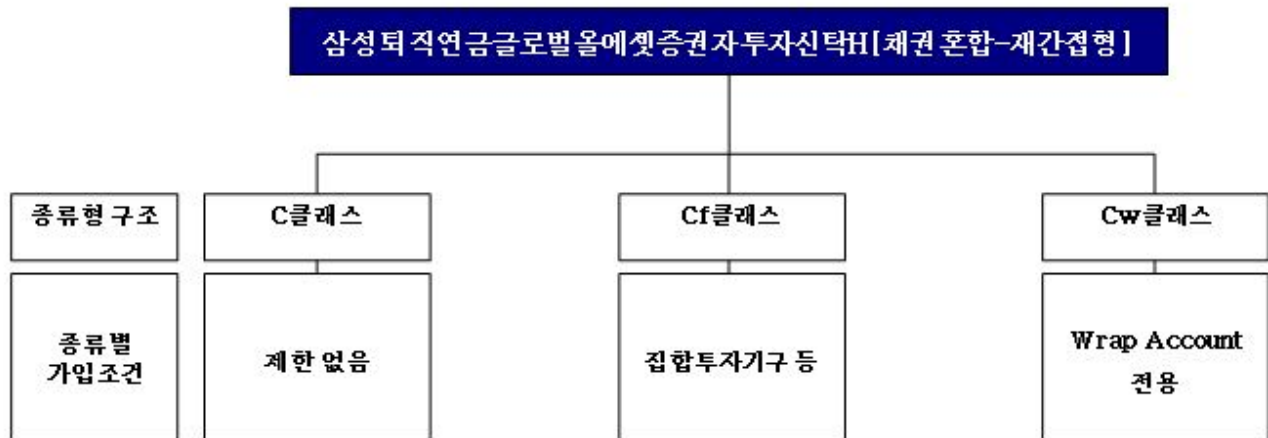 삼성퇴직연금글로벌올에셋증권자투자신탁H[채권혼합-재간접형]
종류형 구조
C클래스
Cf클래스
Cw클래스
종류별
가입조건
제한 없음
집합투자기구 등
Wrap Account
전용